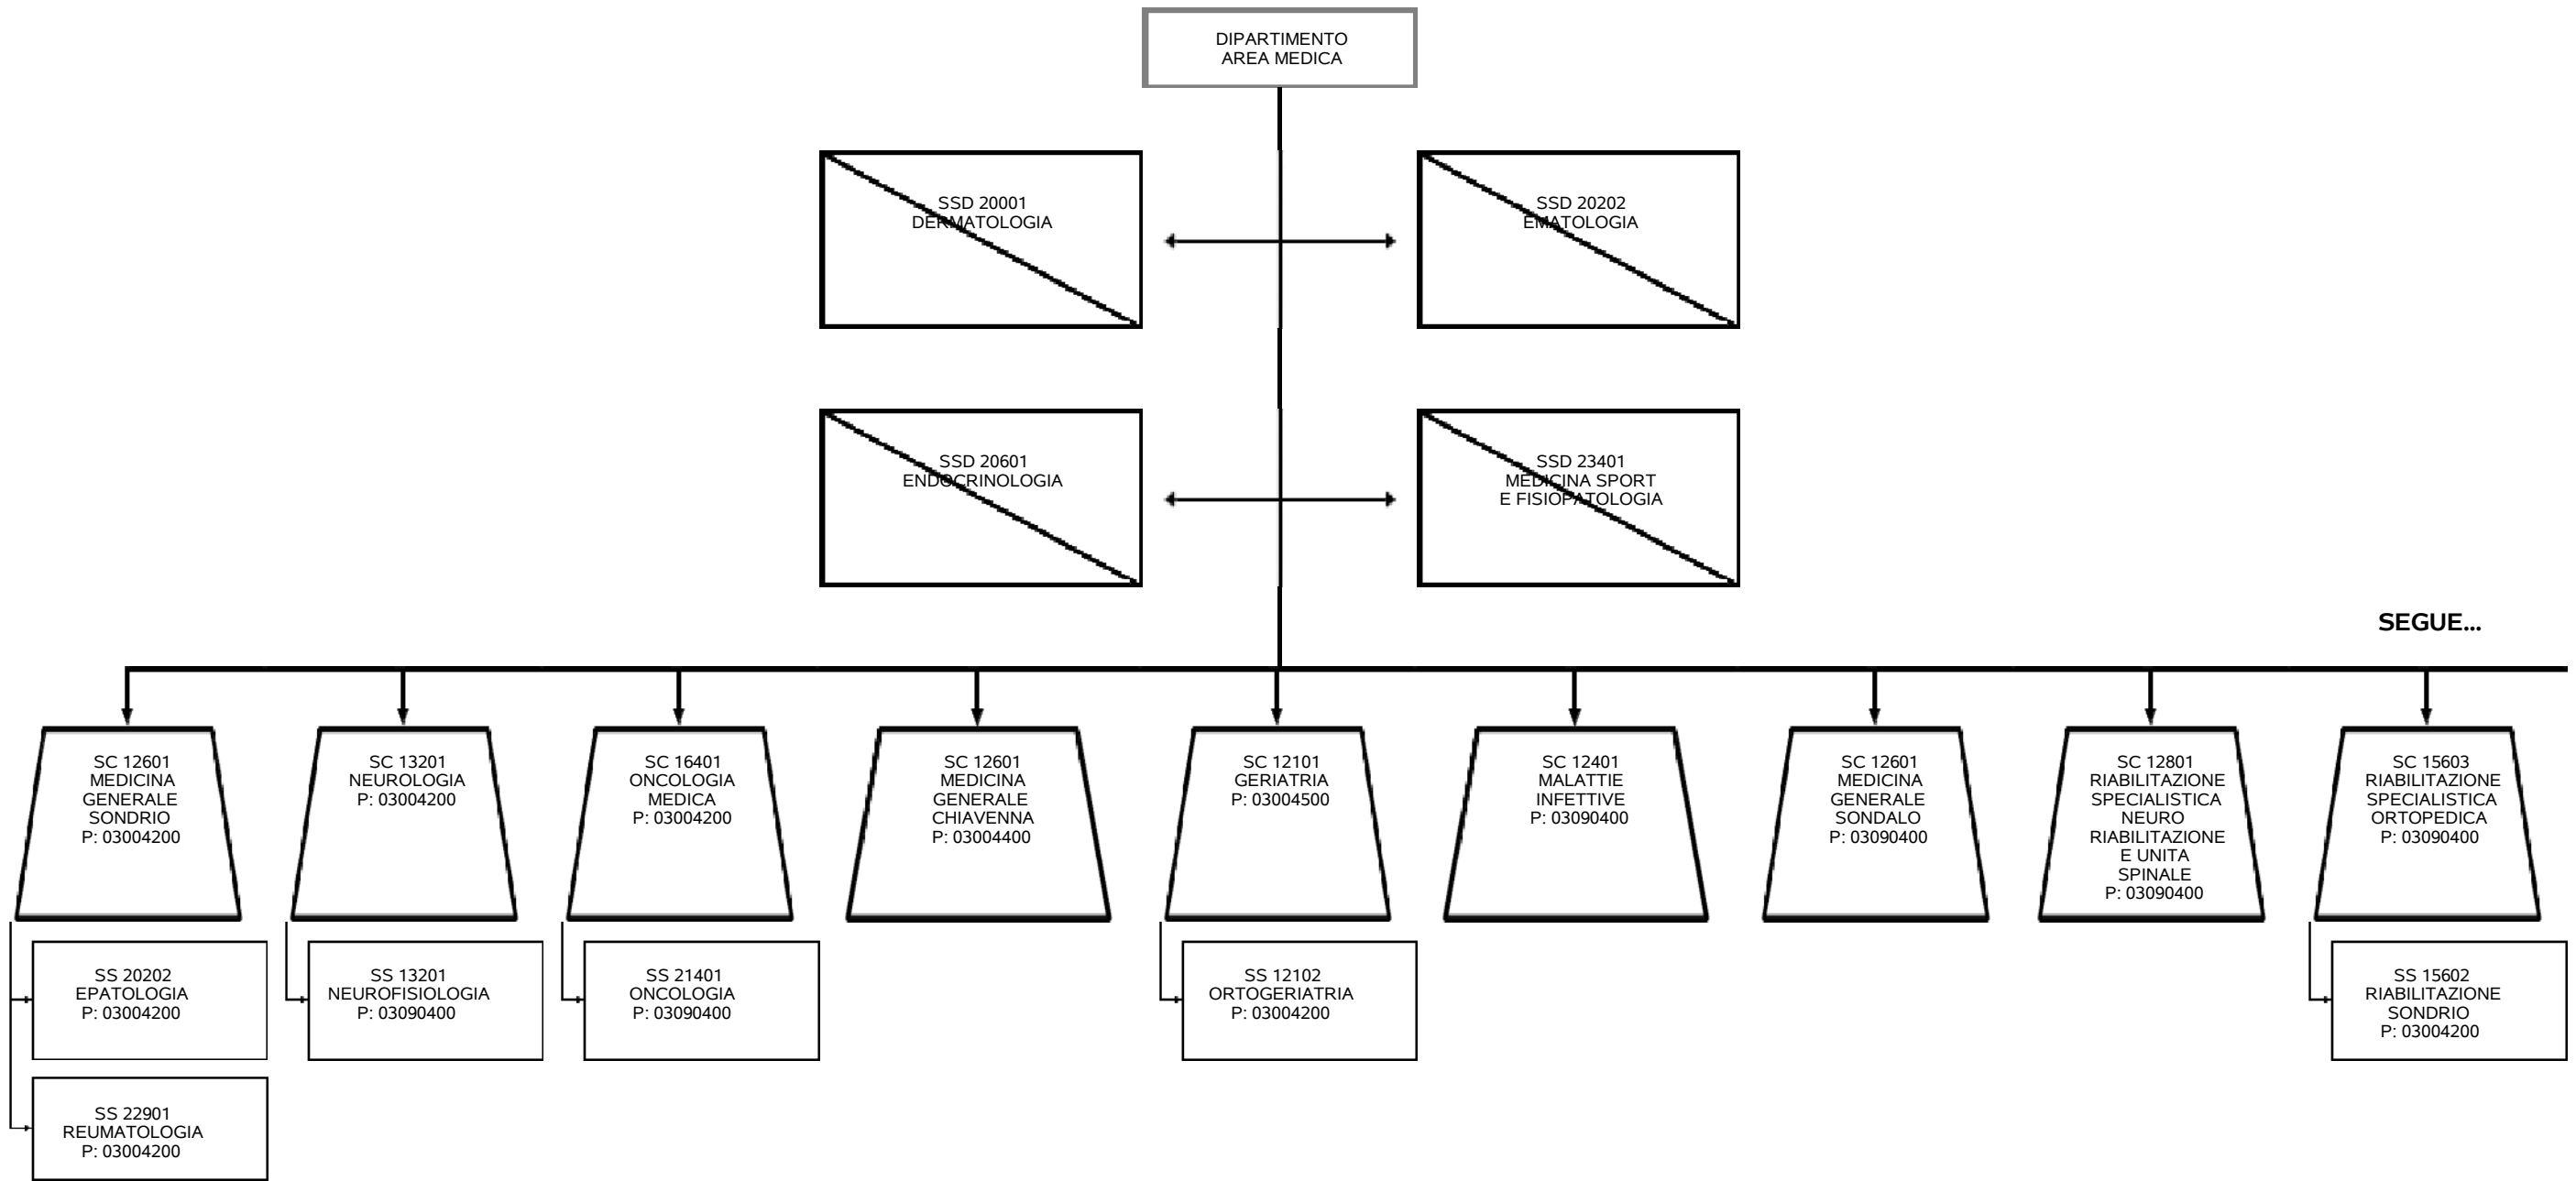 DIPARTIMENTO
AREA MEDICA
SSD 20001
DERMATOLOGIA
SSD 20202
EMATOLOGIA
SSD 20601
ENDOCRINOLOGIA
SSD 23401
MEDICINA SPORT
E FISIOPATOLOGIA
SEGUE...
SC 12601
MEDICINA
GENERALE
SONDRIO
P: 03004200
SC 13201
NEUROLOGIA
P: 03004200
SC 16401
ONCOLOGIA
MEDICA
P: 03004200
SC 12601
MEDICINA
GENERALE
CHIAVENNA
P: 03004400
SC 12101
GERIATRIA
P: 03004500
SC 12401
MALATTIE
INFETTIVE
P: 03090400
SC 12601
MEDICINA
GENERALE
SONDALO
P: 03090400
SC 12801
RIABILITAZIONE
SPECIALISTICA
NEURO
RIABILITAZIONE
E UNITA
SPINALE
P: 03090400
SC 15603
RIABILITAZIONE
SPECIALISTICA
ORTOPEDICA
P: 03090400
SS 20202
EPATOLOGIA
P: 03004200
SS 13201
NEUROFISIOLOGIA
P: 03090400
SS 21401
ONCOLOGIA
P: 03090400
SS 12102
ORTOGERIATRIA
P: 03004200
SS 15602
RIABILITAZIONE
SONDRIO
P: 03004200
SS 22901
REUMATOLOGIA
P: 03004200